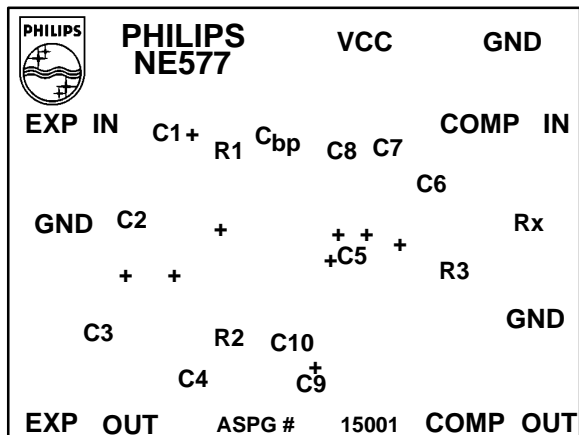 PHILIPS
PHILIPS VCC GND
NE577
EXP IN C1+ R1 Cbp C8 C7 COMP IN
C6
GND C2 + + + + Rx
+C5 R3
+ +
GND
C3 R2 C10
C4 + C9
EXP OUT ASPG # 15001 COMP OUT